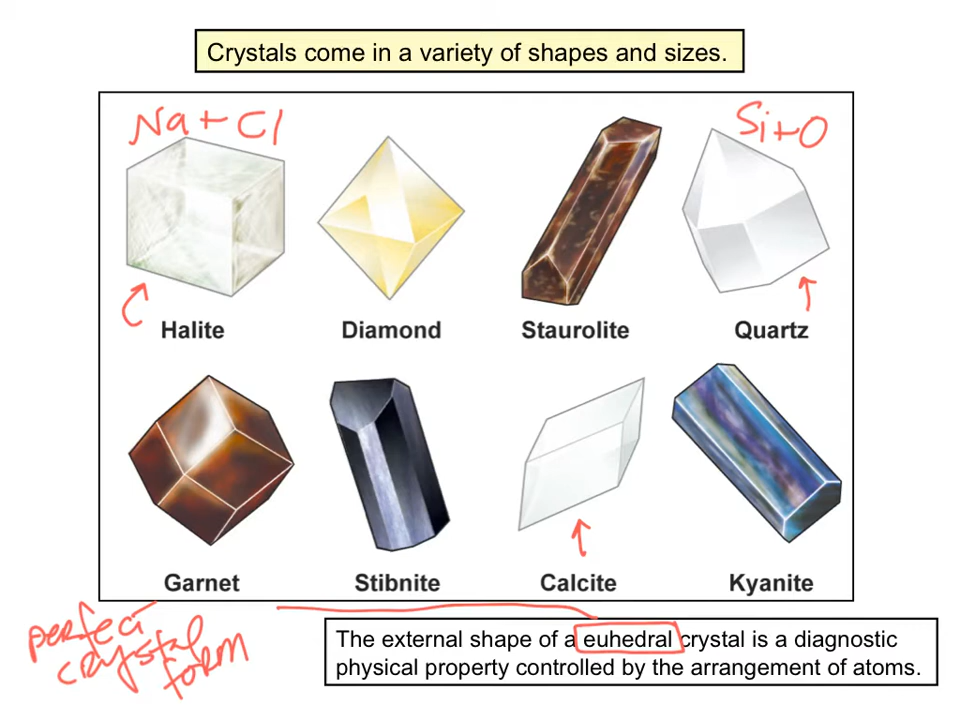 Crystals come in a variety of shapes and sizes.
Na + Cl
Si + O
Halite
Diamond
Staurolite
Quartz
Garnet
Stibnite
Calcite
Kyanite
perfect
crystal
form
The external shape of a euhedral crystal is a diagnostic
physical property controlled by the arrangement of atoms.